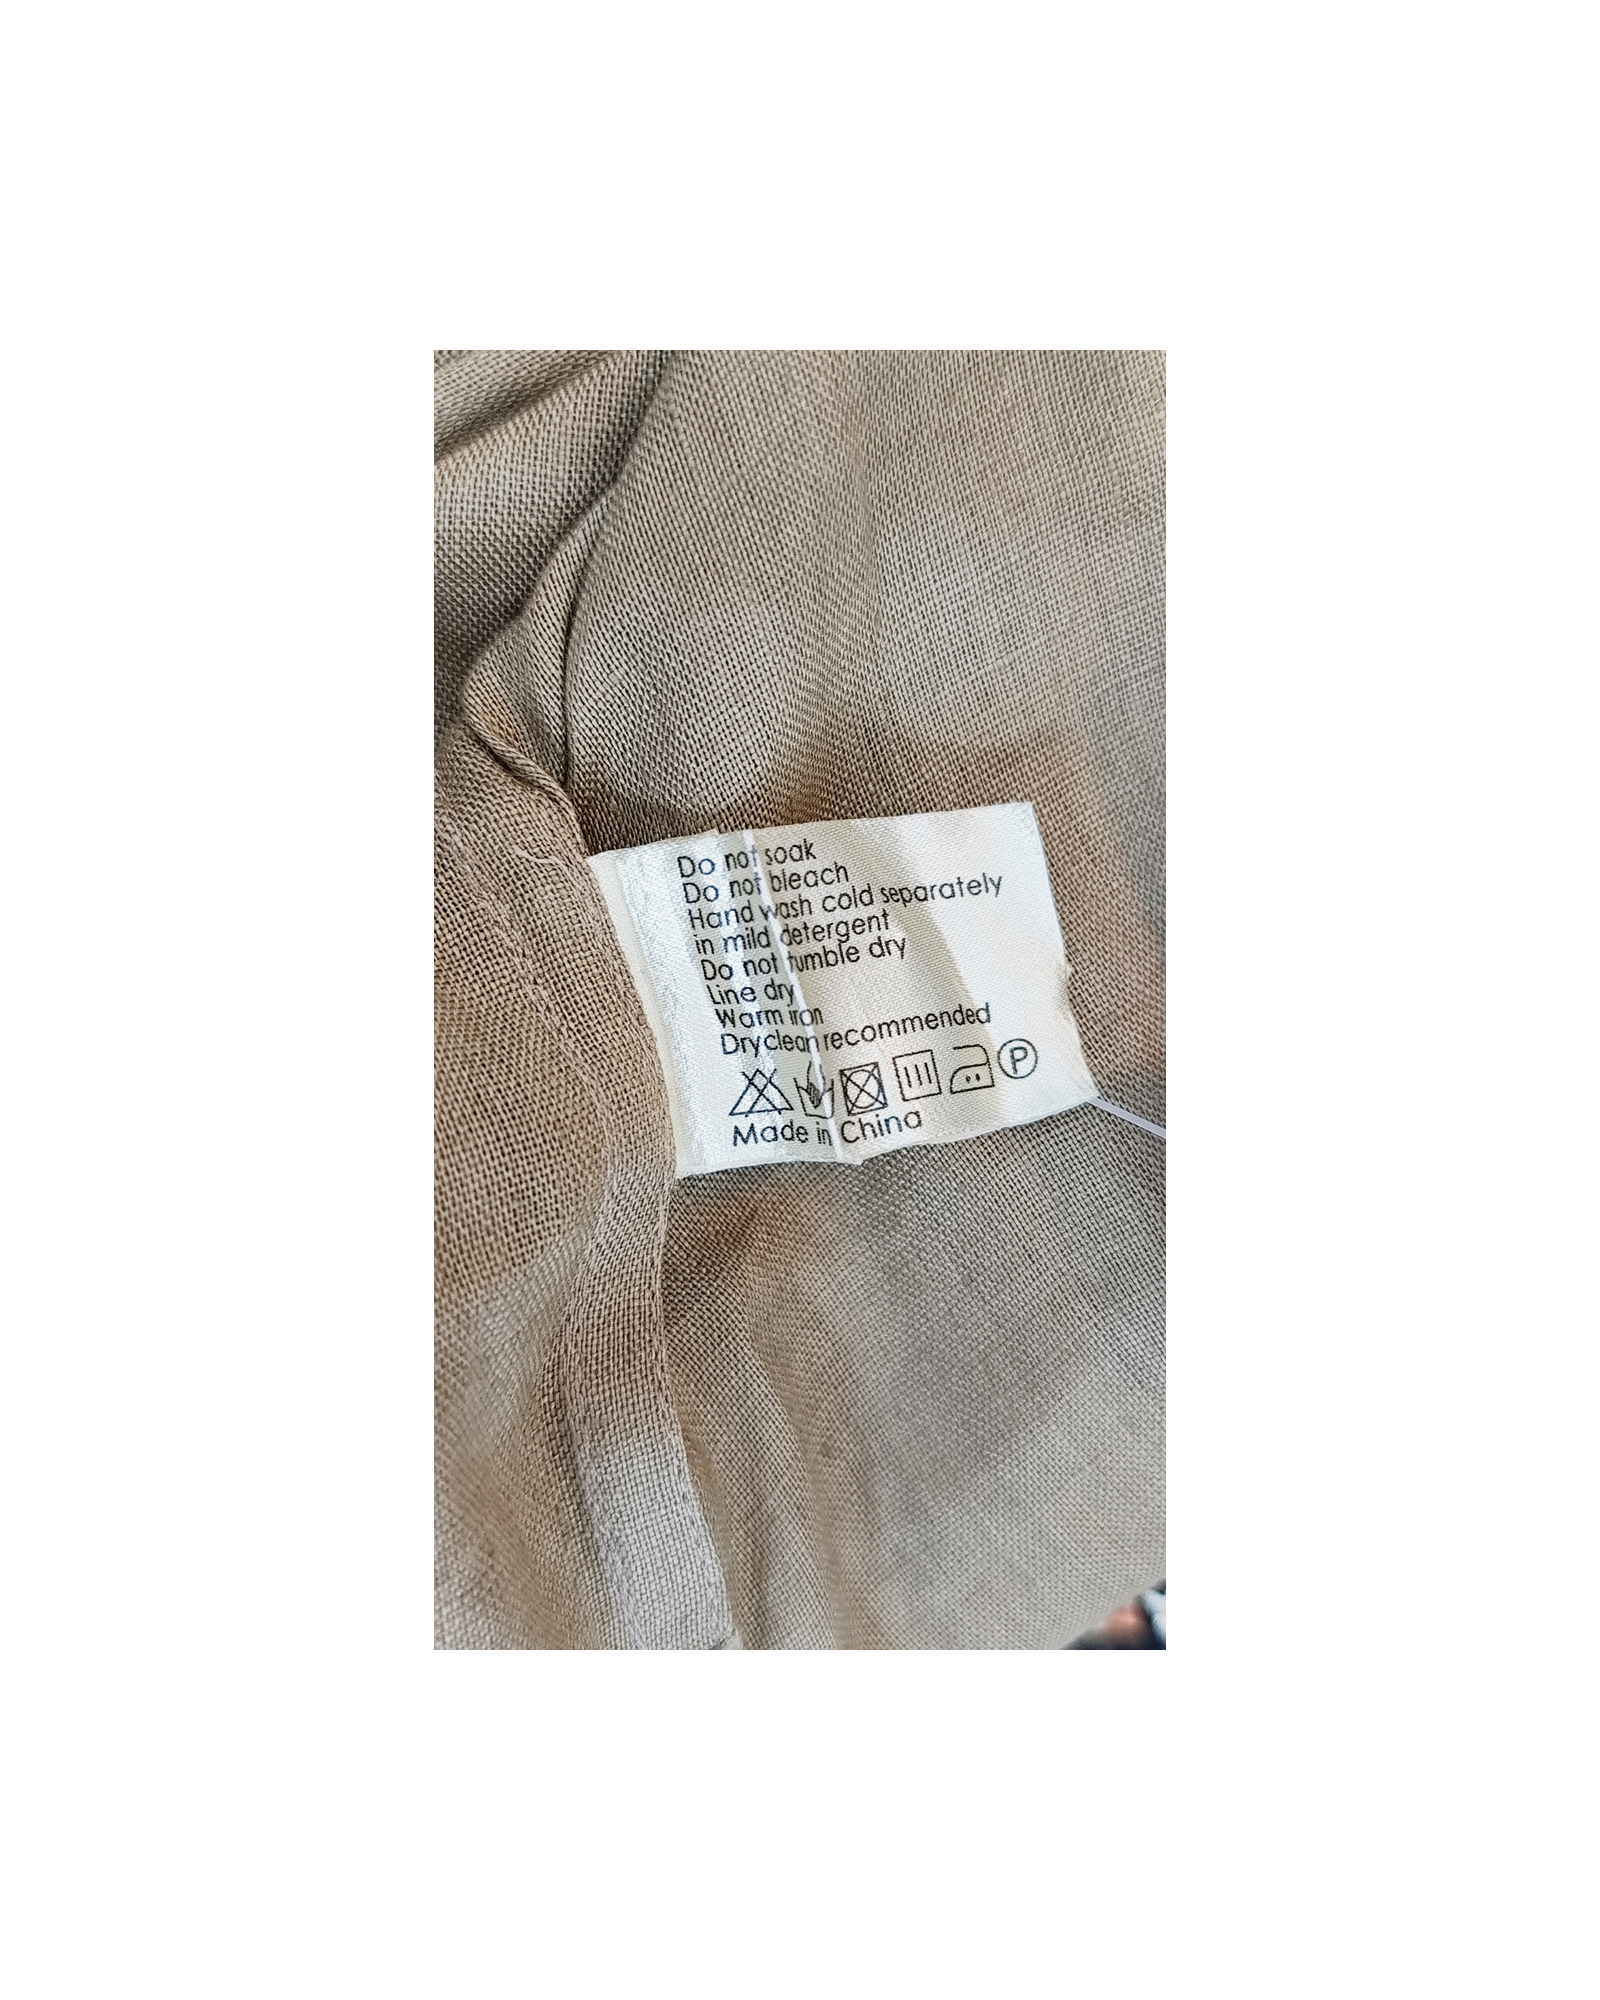 Do not soak
Do not bleach
Hand wash cold separately
in mild detergent
Do not tumble dry
Line dry
Warm iron
Dryclean recommended
P
Made in China